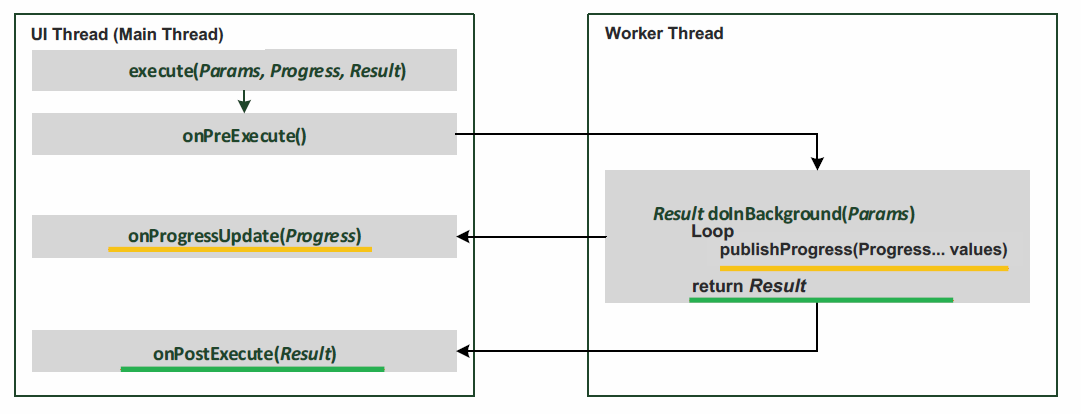 UI Thread (Main Thread)
execute(Params, Progress, Result)
onPreExecute()
onProgressUpdate(Progress)
onPostExecute(Result)
Worker Thread
Result doInBackground(Params)
Loop
publishProgress(Progress... values)
return Result